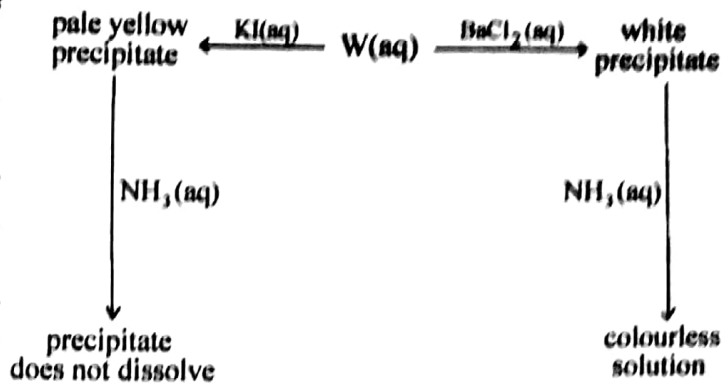 pale yellow
precipitate
KI(aq)
W(aq)
BaCl₂(aq)
white
precipitate
NH₃(aq)
NH₃(aq)
precipitate
does not dissolve
colourless
solution